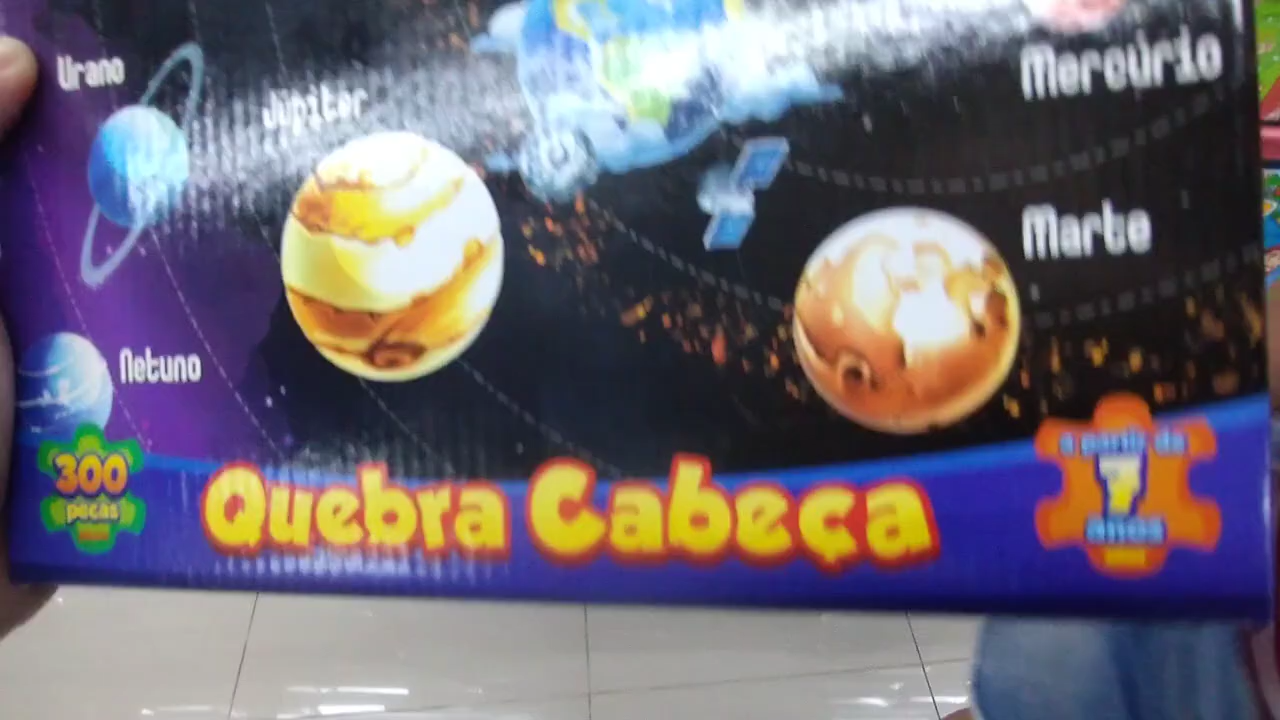 Urano
Júpiter
Mercúrio
Marte
Netuno
300
peças
Quebra Cabeça
a partir de
7
anos